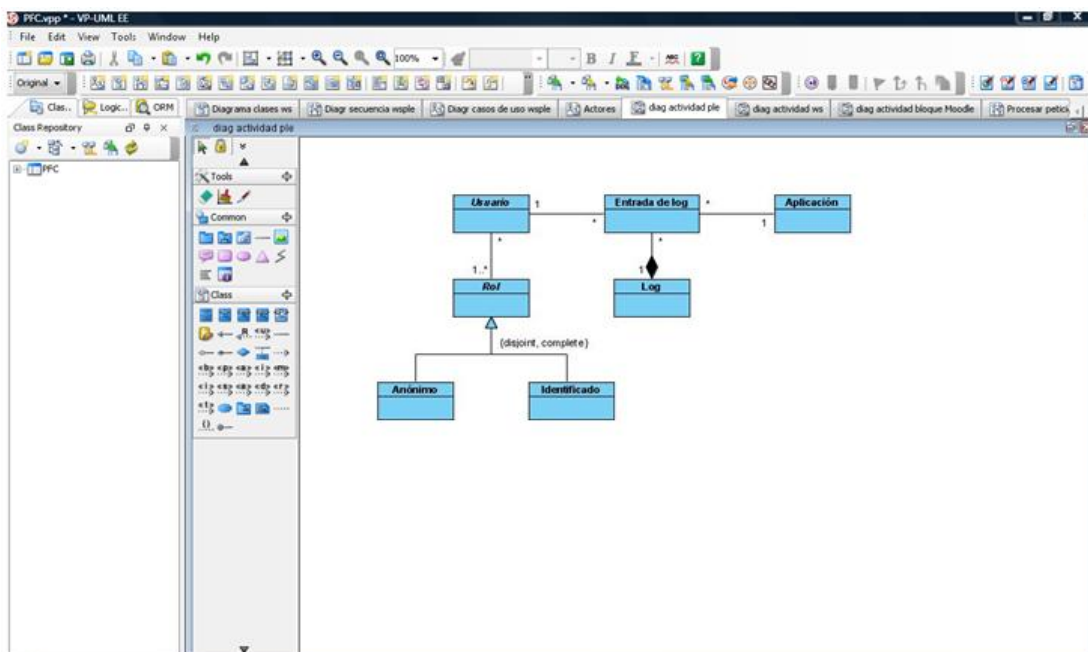 PFC.vpp * - VP-UML EE
File Edit View Tools Window Help
100% B I ABC
Original
Clas.. Logic.. ORM Diagrama clases ws Diagr secuencia wsple Diagr casos de uso wsple Actores diag actividad ple diag actividad ws diag actividad bloque Moodle Procesar petici
Class Repository diag actividad ple
PFC
Tools
Common
Class
Usuario 1 * Entrada de log * 1 Aplicación
* *
1..* 1
Rol Log
{disjoint, complete}
Anónimo Identificado